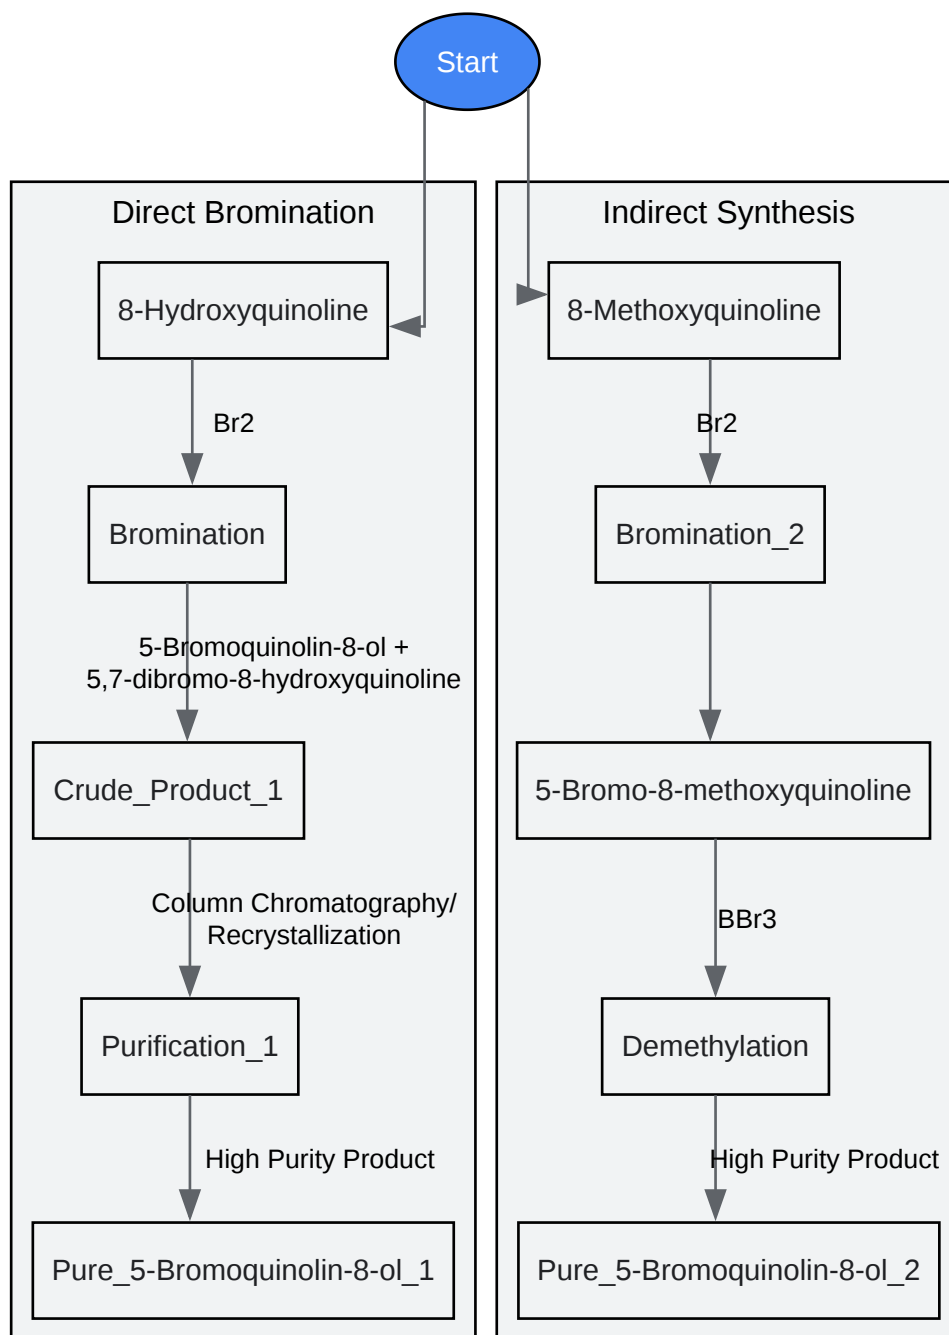 Start
Direct Bromination
8-Hydroxyquinoline
Br2
Bromination
5-Bromoquinolin-8-ol +
5,7-dibromo-8-hydroxyquinoline
Crude_Product_1
Column Chromatography/
Recrystallization
Purification_1
High Purity Product
Pure_5-Bromoquinolin-8-ol_1
Indirect Synthesis
8-Methoxyquinoline
Br2
Bromination_2
5-Bromo-8-methoxyquinoline
BBr3
Demethylation
High Purity Product
Pure_5-Bromoquinolin-8-ol_2